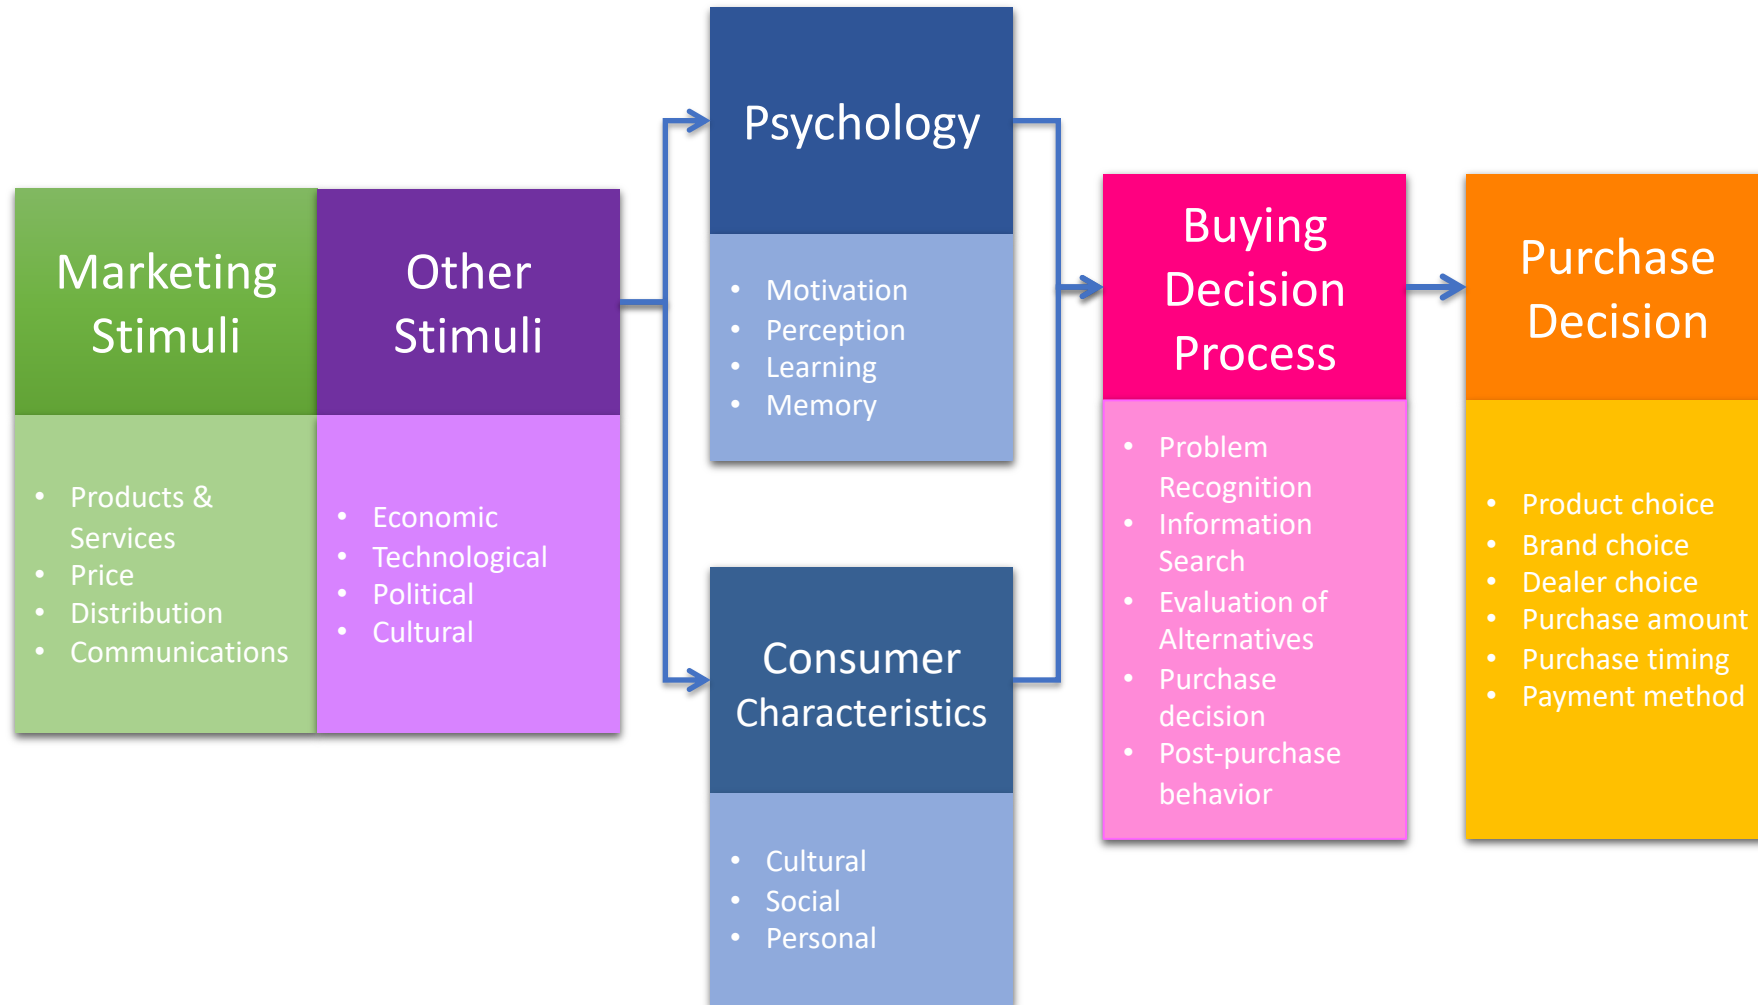 Marketing
Stimuli
• Products &
Services
• Price
• Distribution
• Communications
Other
Stimuli
• Economic
• Technological
• Political
• Cultural
Psychology
• Motivation
• Perception
• Learning
• Memory
Consumer
Characteristics
• Cultural
• Social
• Personal
Buying
Decision
Process
• Problem
Recognition
• Information
Search
• Evaluation of
Alternatives
• Purchase
decision
• Post-purchase
behavior
Purchase
Decision
• Product choice
• Brand choice
• Dealer choice
• Purchase amount
• Purchase timing
• Payment method